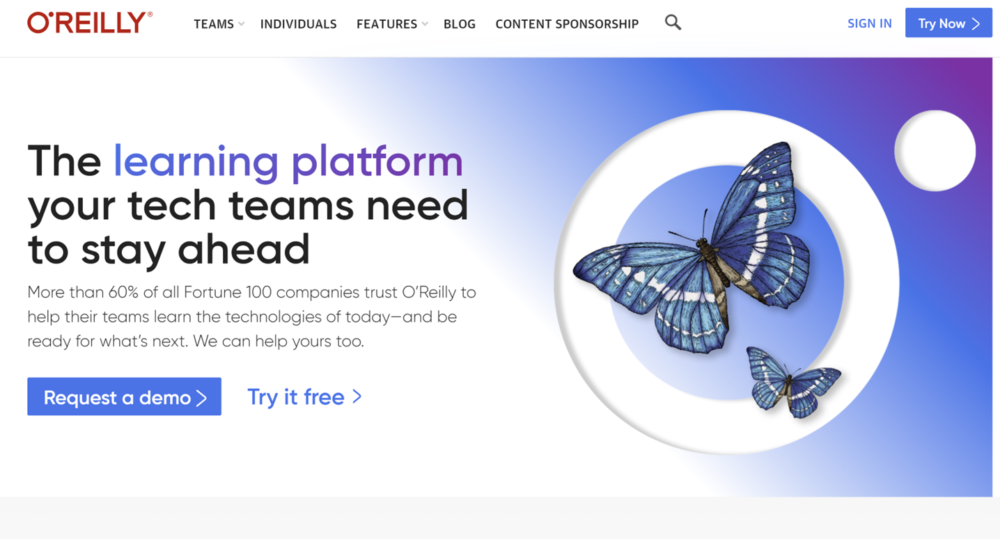 O'REILLY®
TEAMS
INDIVIDUALS
FEATURES
BLOG
CONTENT SPONSORSHIP
SIGN IN
Try Now
The learning platform
your tech teams need
to stay ahead
More than 60% of all Fortune 100 companies trust O’Reilly to
help their teams learn the technologies of today—and be
ready for what’s next. We can help yours too.
Request a demo
Try it free